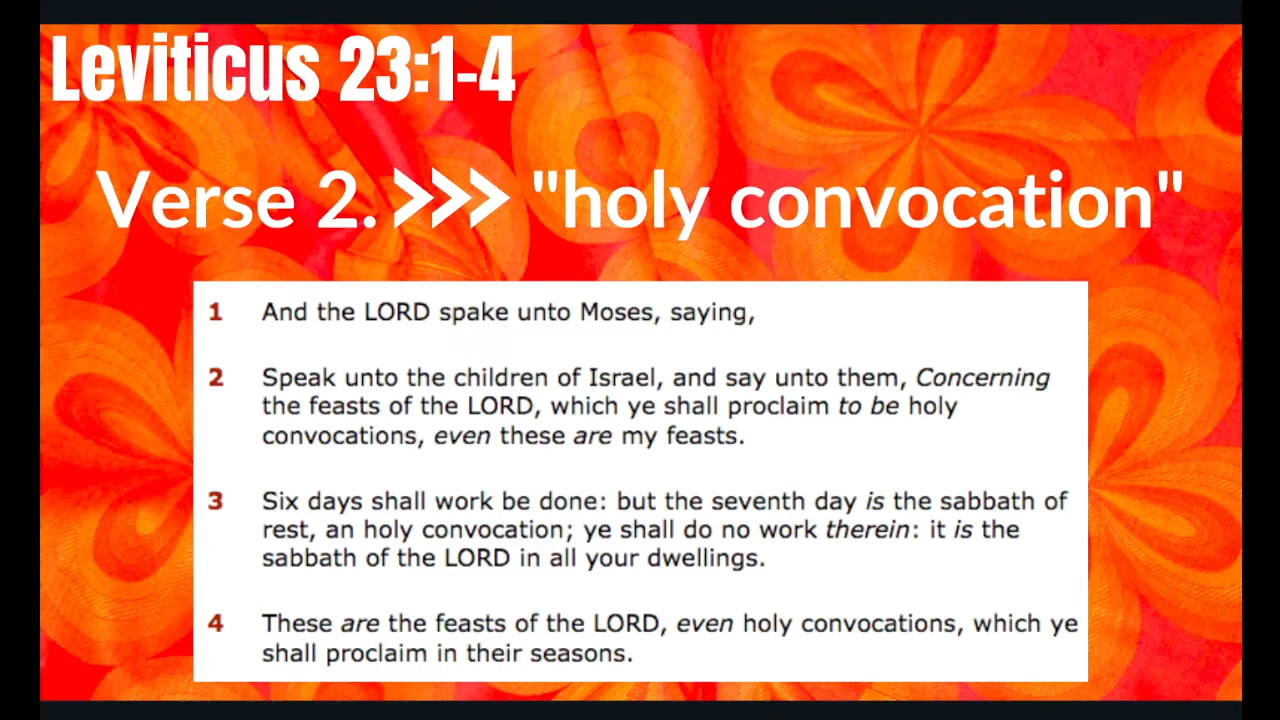 Leviticus 23:1-4
Verse 2. >>> "holy convocation"
1 And the LORD spake unto Moses, saying,
2 Speak unto the children of Israel, and say unto them, Concerning
the feasts of the LORD, which ye shall proclaim to be holy
convocations, even these are my feasts.
3 Six days shall work be done: but the seventh day is the sabbath of
rest, an holy convocation; ye shall do no work therein: it is the
sabbath of the LORD in all your dwellings.
4 These are the feasts of the LORD, even holy convocations, which ye
shall proclaim in their seasons.